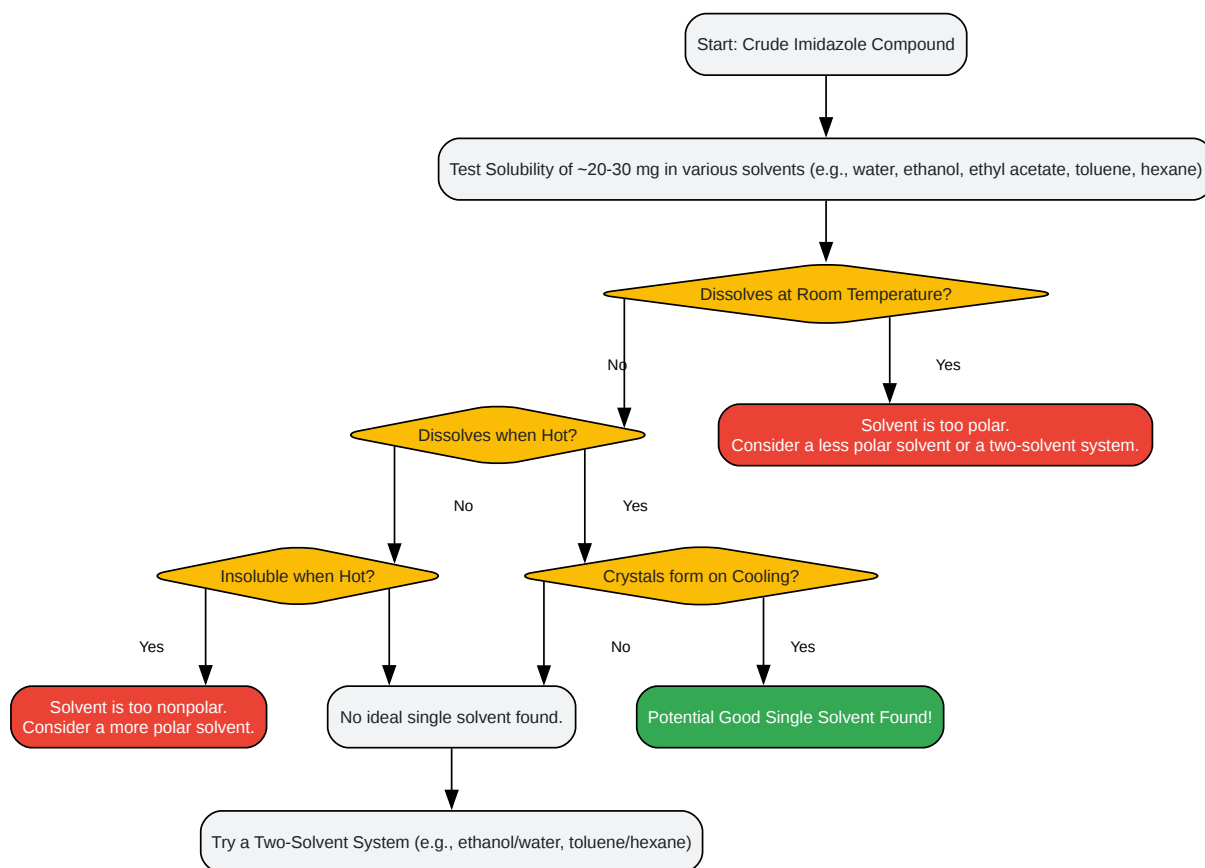 Start: Crude Imidazole Compound
Test Solubility of ~20-30 mg in various solvents (e.g., water, ethanol, ethyl acetate, toluene, hexane)
Dissolves at Room Temperature?
No
Yes
Dissolves when Hot?
Solvent is too polar.
Consider a less polar solvent or a two-solvent system.
No
Yes
Insoluble when Hot?
Crystals form on Cooling?
Yes
No
Yes
Solvent is too nonpolar.
Consider a more polar solvent.
No ideal single solvent found.
Potential Good Single Solvent Found!
Try a Two-Solvent System (e.g., ethanol/water, toluene/hexane)